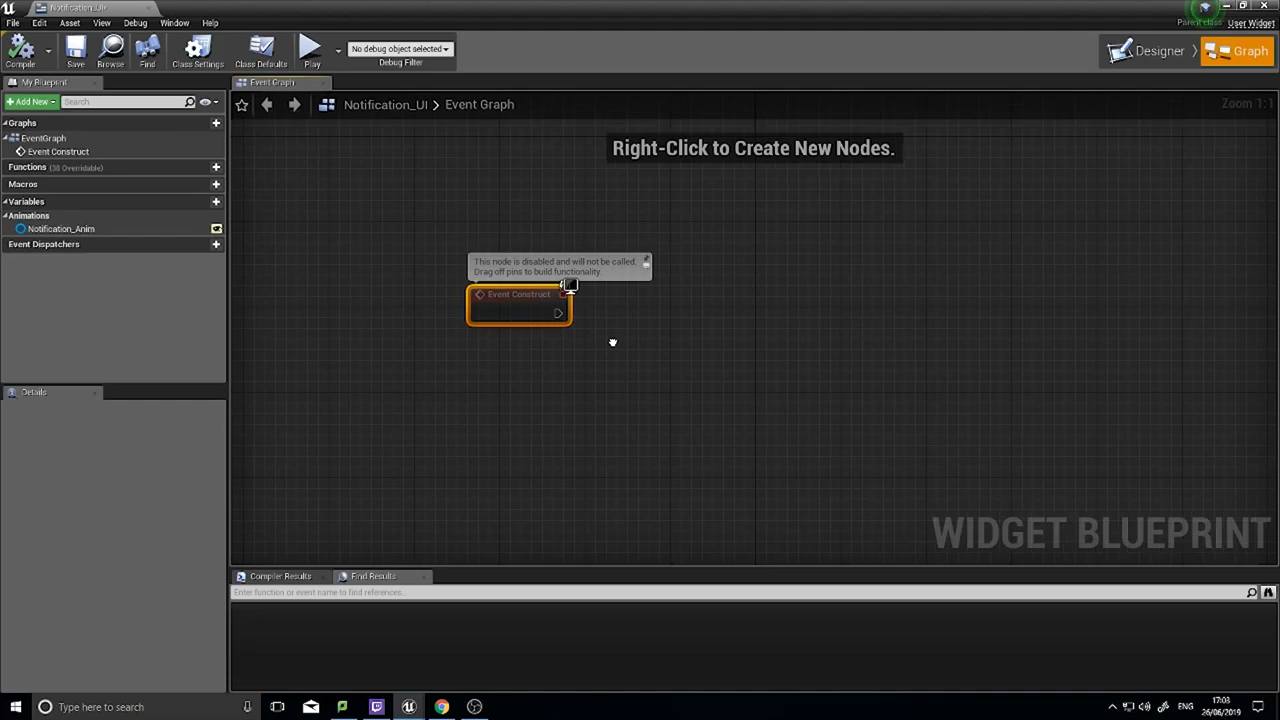 Notification_UI*
File Edit Asset View Debug Window Help
Parent class: User Widget
Compile Save Browse Find Class Settings Class Defaults Play
No debug object selected
Debug Filter
Designer Graph
My Blueprint
Event Graph
+Add New Search
Notification_UI > Event Graph
Zoom 1:1
Right-Click to Create New Nodes.
Graphs
EventGraph
Event Construct
Functions (38 Overridable)
Macros
Variables
Animations
Notification_Anim
Event Dispatchers
This node is disabled and will not be called.
Drag off pins to build functionality.
Event Construct
Details
WIDGET BLUEPRINT
Compiler Results Find Results
Enter function or event name to find references...
Type here to search
ENG
17:03
26/06/2019